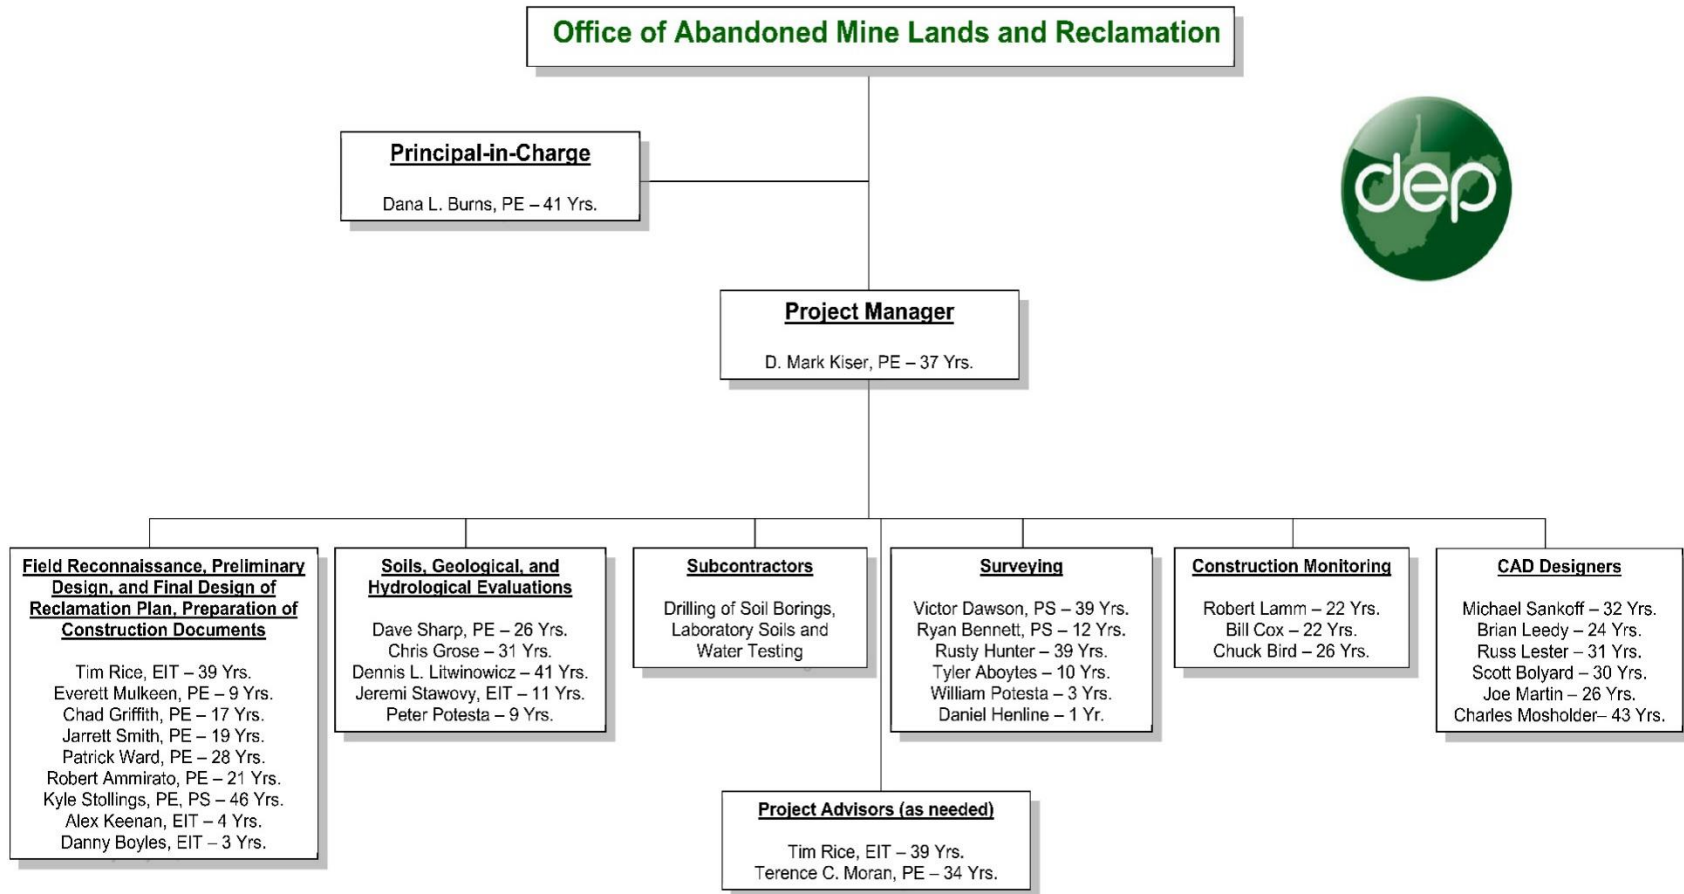 Office of Abandoned Mine Lands and Reclamation
Principal-in-Charge
Dana L. Burns, PE – 41 Yrs.
dep
Project Manager
D. Mark Kiser, PE – 37 Yrs.
Field Reconnaissance, Preliminary
Design, and Final Design of
Reclamation Plan, Preparation of
Construction Documents
Tim Rice, EIT – 39 Yrs.
Everett Mulkeen, PE – 9 Yrs.
Chad Griffith, PE – 17 Yrs.
Jarrett Smith, PE – 19 Yrs.
Patrick Ward, PE – 28 Yrs.
Robert Ammirato, PE – 21 Yrs.
Kyle Stollings, PE, PS – 46 Yrs.
Alex Keenan, EIT – 4 Yrs.
Danny Boyles, EIT – 3 Yrs.
Soils, Geological, and
Hydrological Evaluations
Dave Sharp, PE – 26 Yrs.
Chris Grose – 31 Yrs.
Dennis L. Litwinowicz – 41 Yrs.
Jeremi Stawovy, EIT – 11 Yrs.
Peter Potesta – 9 Yrs.
Subcontractors
Drilling of Soil Borings,
Laboratory Soils and
Water Testing
Surveying
Victor Dawson, PS – 39 Yrs.
Ryan Bennett, PS – 12 Yrs.
Rusty Hunter – 39 Yrs.
Tyler Aboytes – 10 Yrs.
William Potesta – 3 Yrs.
Daniel Henline – 1 Yr.
Construction Monitoring
Robert Lamm – 22 Yrs.
Bill Cox – 22 Yrs.
Chuck Bird – 26 Yrs.
CAD Designers
Michael Sankoff – 32 Yrs.
Brian Leedy – 24 Yrs.
Russ Lester – 31 Yrs.
Scott Bolyard – 30 Yrs.
Joe Martin – 26 Yrs.
Charles Mosholder– 43 Yrs.
Project Advisors (as needed)
Tim Rice, EIT – 39 Yrs.
Terence C. Moran, PE – 34 Yrs.